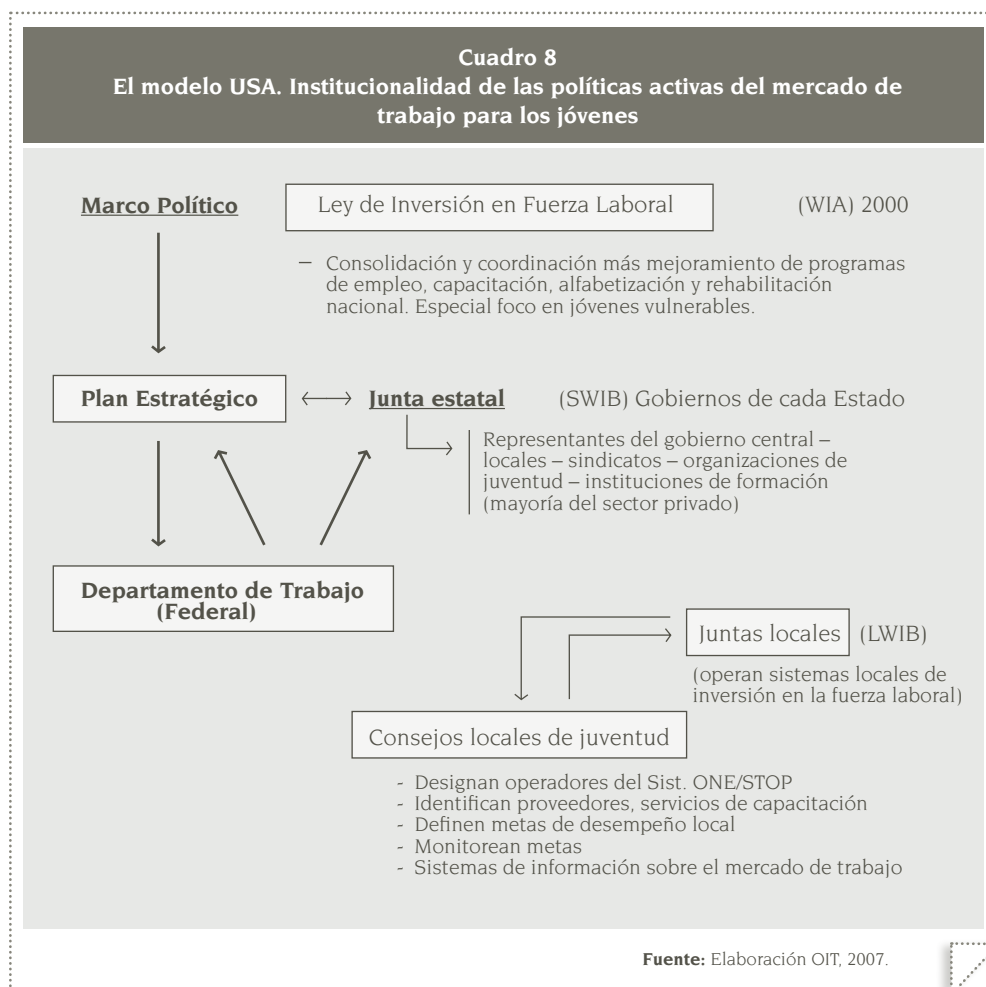 Cuadro 8
El modelo USA. Institucionalidad de las políticas activas del mercado de
trabajo para los jóvenes
Marco Político
Ley de Inversión en Fuerza Laboral
(WIA) 2000
– Consolidación y coordinación más mejoramiento de programas
de empleo, capacitación, alfabetización y rehabilitación
nacional. Especial foco en jóvenes vulnerables.
Plan Estratégico
Junta estatal
(SWIB) Gobiernos de cada Estado
Representantes del gobierno central –
locales – sindicatos – organizaciones de
juventud – instituciones de formación
(mayoría del sector privado)
Departamento de Trabajo
(Federal)
Juntas locales
(LWIB)
(operan sistemas locales de
inversión en la fuerza laboral)
Consejos locales de juventud
- Designan operadores del Sist. ONE/STOP
- Identifican proveedores, servicios de capacitación
- Definen metas de desempeño local
- Monitorean metas
- Sistemas de información sobre el mercado de trabajo
Fuente: Elaboración OIT, 2007.